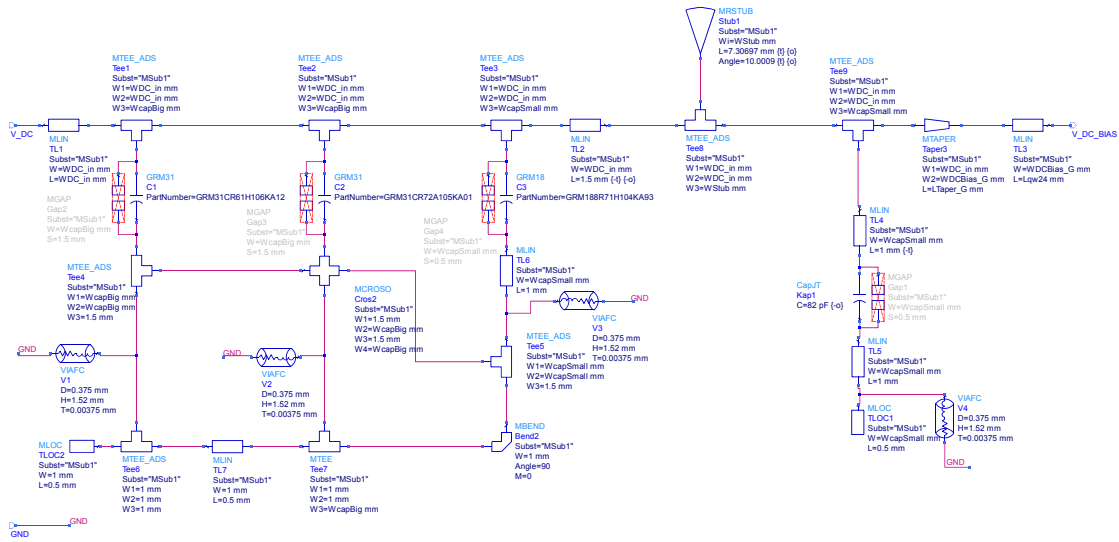 MRSTUB
Stub1
Subst="MSub1"
Wi=WStub mm
L=7.30697 mm {t} {o}
Angle=10.0009 {t} {o}
MTEE_ADS
Tee1
Subst="MSub1"
W1=WDC_in mm
W2=WDC_in mm
W3=WcapBig mm
MTEE_ADS
Tee2
Subst="MSub1"
W1=WDC_in mm
W2=WDC_in mm
W3=WcapBig mm
MTEE_ADS
Tee3
Subst="MSub1"
W1=WDC_in mm
W2=WDC_in mm
W3=WcapSmall mm
MTEE_ADS
Tee9
Subst="MSub1"
W1=WDC_in mm
W2=WDC_in mm
W3=WcapSmall mm
V_DC
MLIN
TL1
Subst="MSub1"
W=WDC_in mm
L=WDC_in mm
MLIN
TL2
Subst="MSub1"
W=WDC_in mm
L=1.5 mm {-t} {-o}
MTEE_ADS
Tee8
Subst="MSub1"
W1=WDC_in mm
W2=WDC_in mm
W3=WStub mm
MTAPER
Taper3
Subst="MSub1"
W1=WDC_in mm
W2=WDCBias_G mm
L=LTaper_G mm
MLIN
TL3
Subst="MSub1"
W=WDCBias_G mm
L=Lqw24 mm
V_DC_BIAS
GRM31
C1
PartNumber=GRM31CR61H106KA12
GRM31
C2
PartNumber=GRM31CR72A105KA01
GRM18
C3
PartNumber=GRM188R71H104KA93
MGAP
Gap2
Subst="MSub1"
W=WcapBig mm
S=1.5 mm
MGAP
Gap3
Subst="MSub1"
W=WcapBig mm
S=1.5 mm
MGAP
Gap4
Subst="MSub1"
W=WcapSmall mm
S=0.5 mm
MLIN
TL4
Subst="MSub1"
W=WcapSmall mm
L=1 mm {-t}
MTEE_ADS
Tee4
Subst="MSub1"
W1=WcapBig mm
W2=WcapBig mm
W3=1.5 mm
MCROSO
Cros2
Subst="MSub1"
W1=1.5 mm
W2=WcapBig mm
W3=1.5 mm
W4=WcapBig mm
MLIN
TL6
Subst="MSub1"
W=WcapSmall mm
L=1 mm
GND
VIAFC
V3
D=0.375 mm
H=1.52 mm
T=0.00375 mm
CapJT
Kap1
C=82 pF {-o}
MGAP
Gap1
Subst="MSub1"
W=WcapSmall mm
S=0.5 mm
GND
VIAFC
V1
D=0.375 mm
H=1.52 mm
T=0.00375 mm
GND
VIAFC
V2
D=0.375 mm
H=1.52 mm
T=0.00375 mm
MTEE_ADS
Tee5
Subst="MSub1"
W1=WcapSmall mm
W2=WcapSmall mm
W3=1.5 mm
MLIN
TL5
Subst="MSub1"
W=WcapSmall mm
L=1 mm
MLOC
TLOC2
Subst="MSub1"
W=1 mm
L=0.5 mm
MTEE_ADS
Tee6
Subst="MSub1"
W1=1 mm
W2=1 mm
W3=1 mm
MLIN
TL7
Subst="MSub1"
W=1 mm
L=0.5 mm
MTEE
Tee7
Subst="MSub1"
W1=1 mm
W2=1 mm
W3=WcapBig mm
MBEND
Bend2
Subst="MSub1"
W=1 mm
Angle=90
M=0
MLOC
TLOC1
Subst="MSub1"
W=WcapSmall mm
L=0.5 mm
VIAFC
V4
D=0.375 mm
H=1.52 mm
T=0.00375 mm
GND
GND
GND